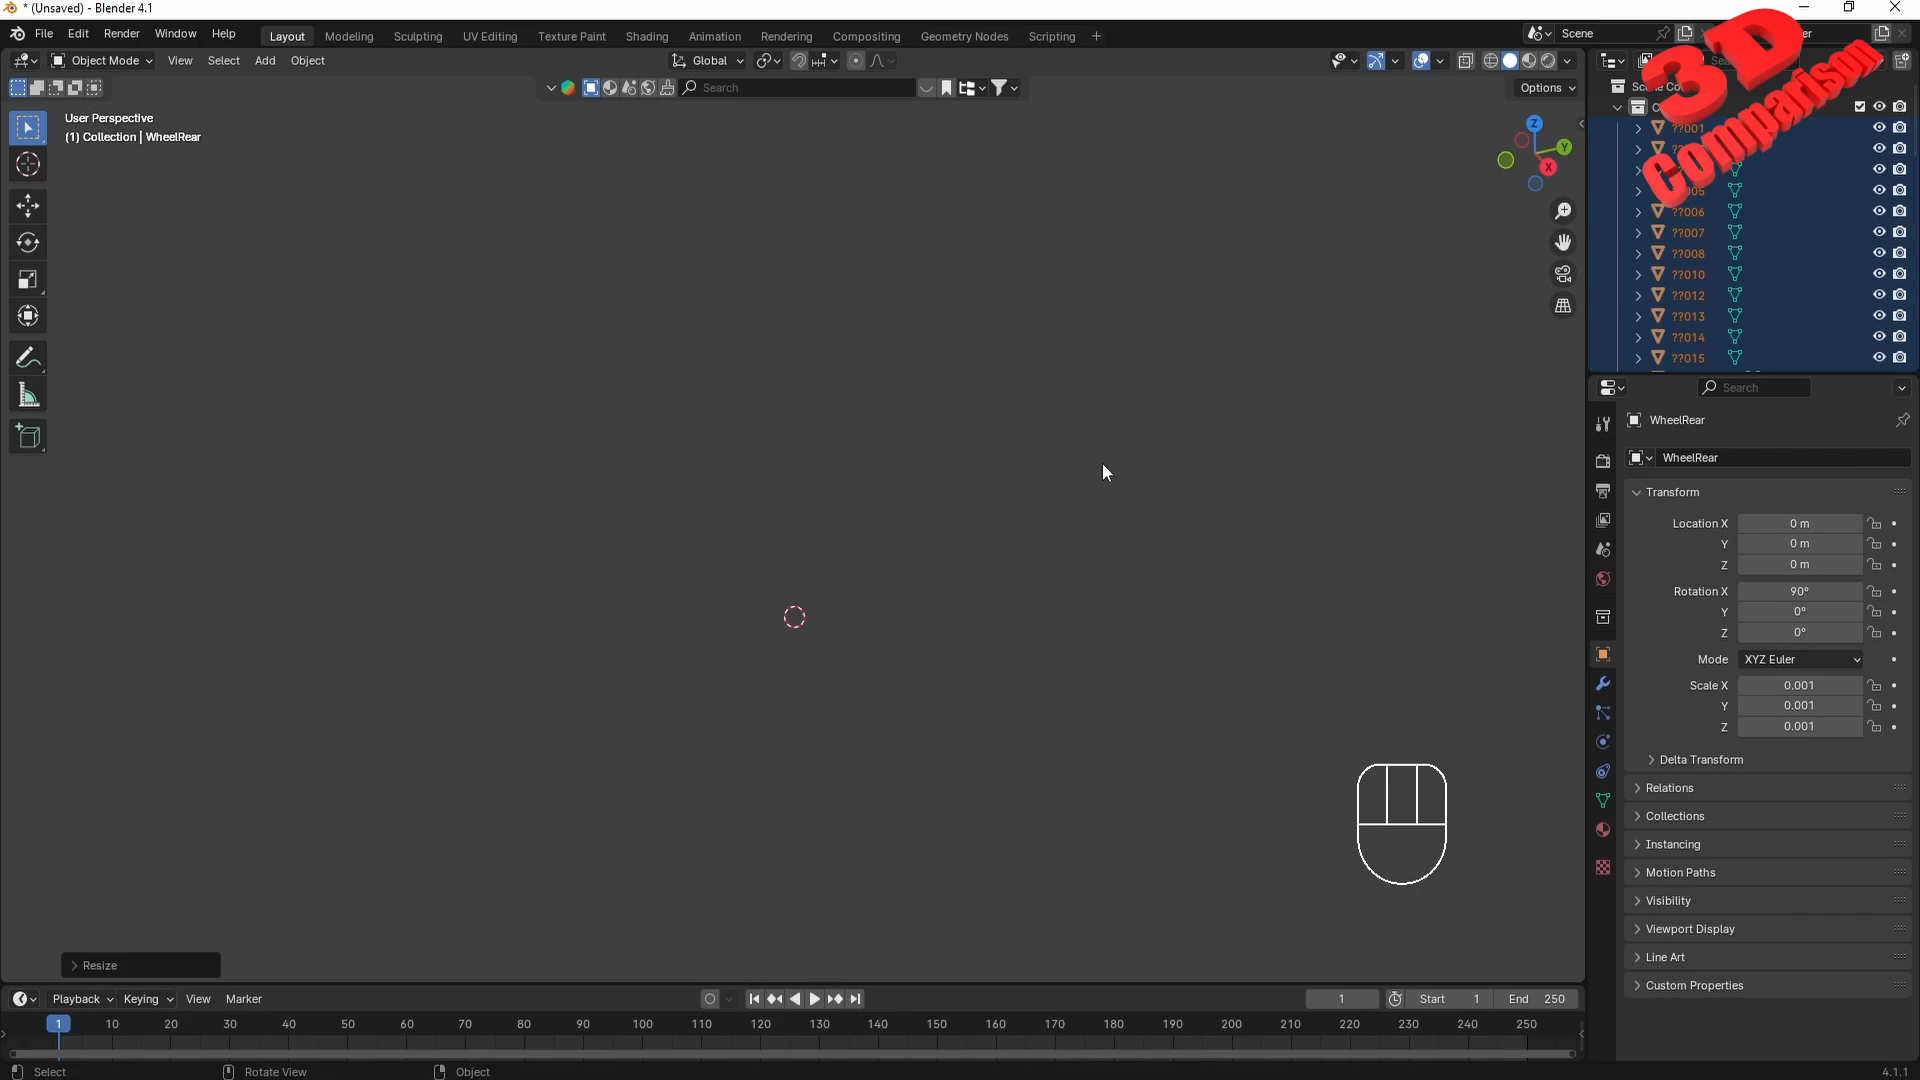 * (Unsaved) - Blender 4.1
File Edit Render Window Help
Layout Modeling Sculpting UV Editing Texture Paint Shading Animation Rendering Compositing Geometry Nodes Scripting +
Scene
Object Mode View Select Add Object
Global
Search
Options
User Perspective
(1) Collection | WheelRear
Z
Y
X
3D
Comparison
??001
??006
??007
??008
??010
??012
??013
??014
??015
Search
WheelRear
WheelRear
Transform
Location X 0 m
Y 0 m
Z 0 m
Rotation X 90°
Y 0°
Z 0°
Mode XYZ Euler
Scale X 0.001
Y 0.001
Z 0.001
Delta Transform
Relations
Collections
Instancing
Motion Paths
Visibility
Viewport Display
Line Art
Custom Properties
Resize
Playback Keying View Marker
1 Start 1 End 250
1 10 20 30 40 50 60 70 80 90 100 110 120 130 140 150 160 170 180 190 200 210 220 230 240 250
Select Rotate View Object
4.1.1